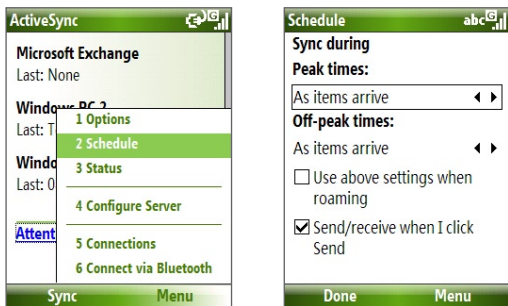 ActiveSync
Microsoft Exchange
Last: None
Windows PC 2
Last: T
Windo
Last: 0
Attent
1 Options
2 Schedule
3 Status
4 Configure Server
5 Connections
6 Connect via Bluetooth
Sync Menu
Schedule abc G
Sync during
Peak times:
As items arrive
Off-peak times:
As items arrive
Use above settings when
roaming
Send/receive when I click
Send
Done Menu